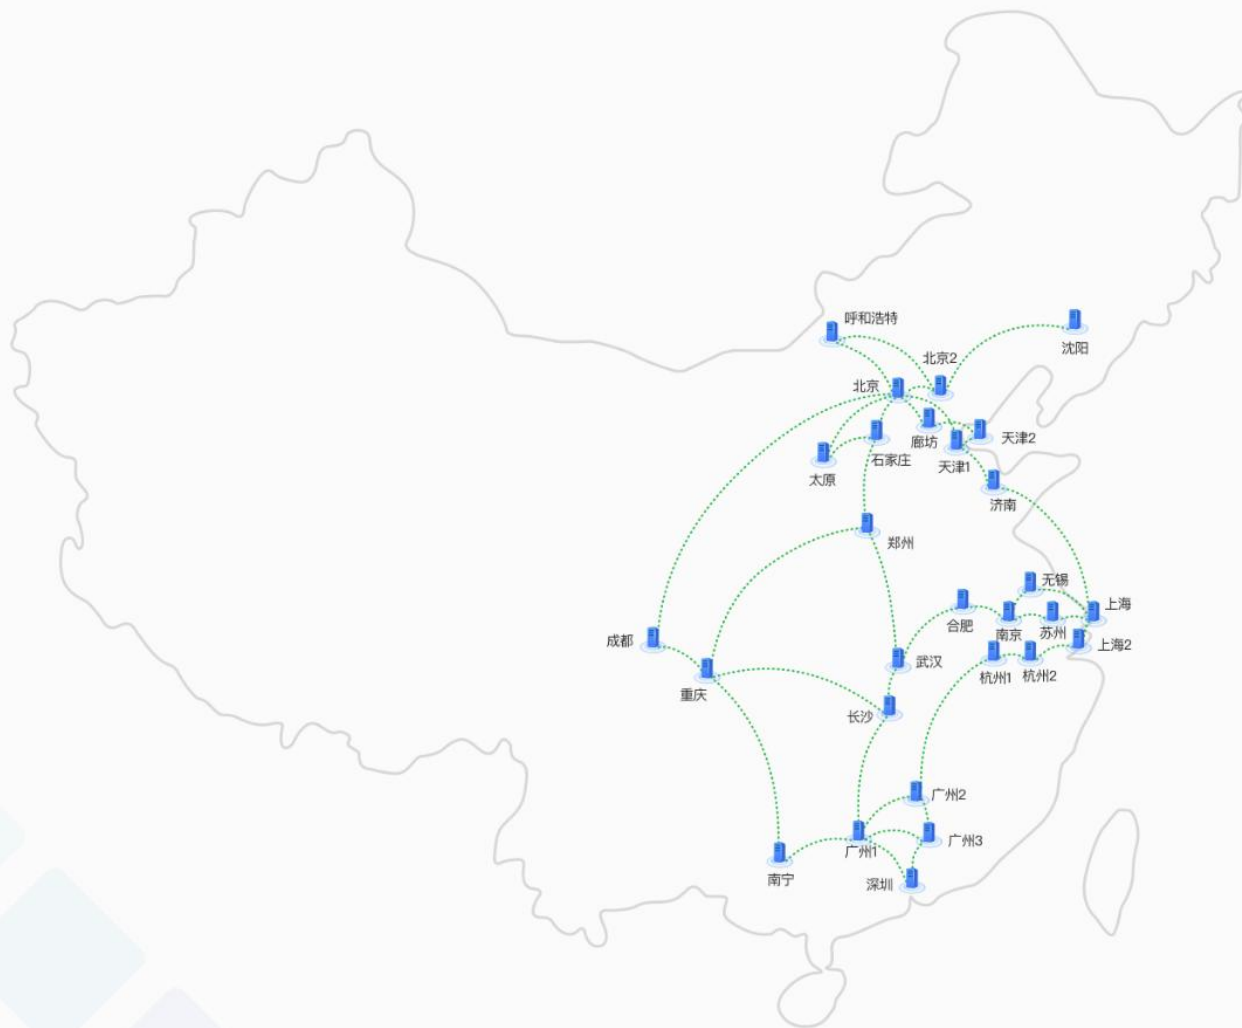 呼和浩特
沈阳
北京2
北京
廊坊
天津2
石家庄
天津1
太原
济南
郑州
无锡
上海
合肥
南京
苏州
成都
上海2
武汉
杭州1
杭州2
重庆
长沙
广州2
广州3
广州1
南宁
深圳